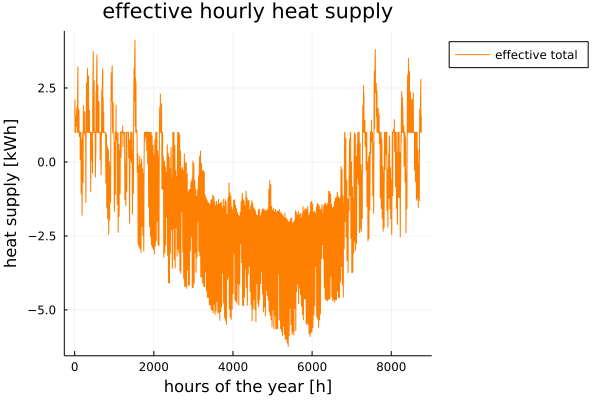 effective hourly heat supply
effective total
heat supply [kWh]
2.5
0.0
−2.5
−5.0
0 2000 4000 6000 8000
hours of the year [h]